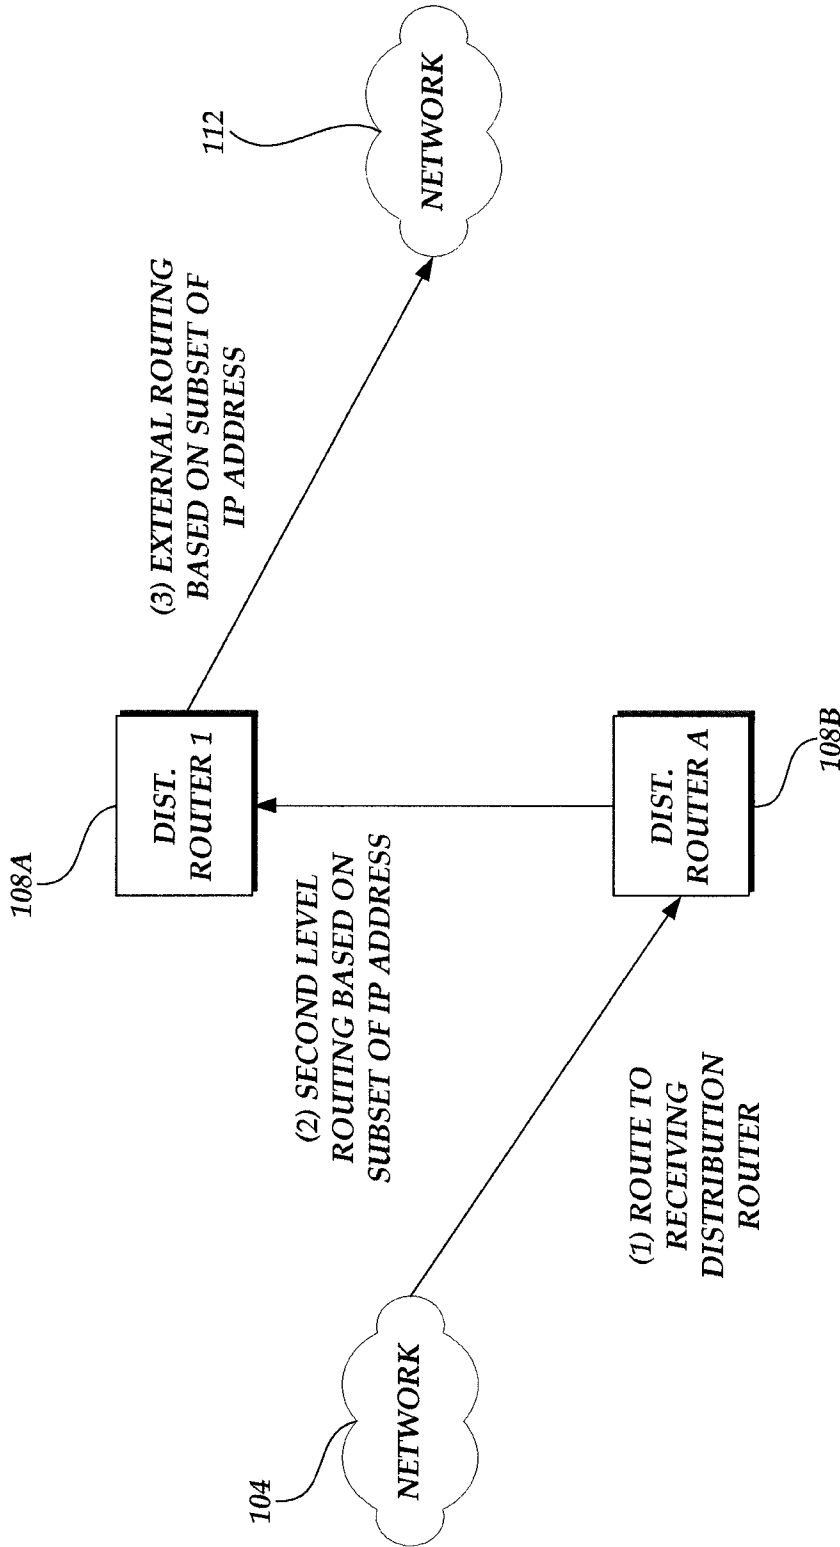 108A
DIST.
ROUTER 1
(2) SECOND LEVEL
ROUTING BASED ON
SUBSET OF IP ADDRESS
(3) EXTERNAL ROUTING
BASED ON SUBSET OF
IP ADDRESS
112
NETWORK
104
NETWORK
(1) ROUTE TO
RECEIVING
DISTRIBUTION
ROUTER
DIST.
ROUTER A
108B